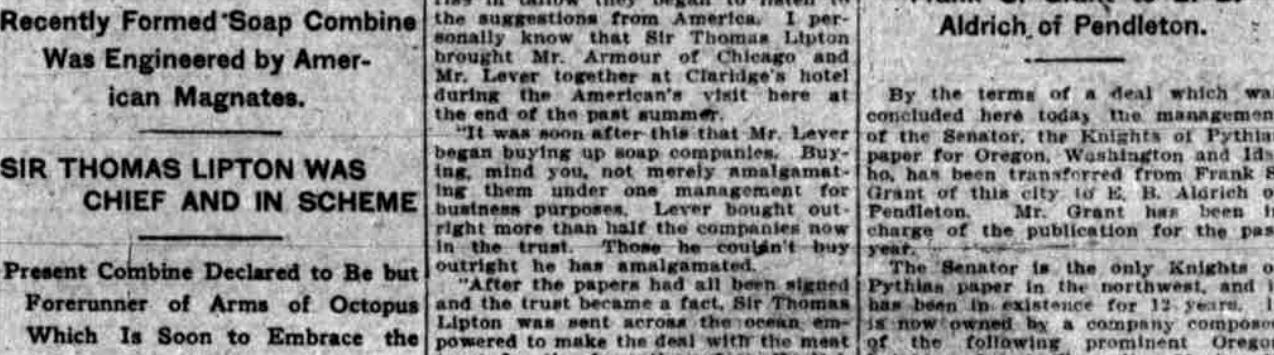 Recently Formed Soap Combine
Was Engineered by Amer-
ican Magnates.
SIR THOMAS LIPTON WAS
CHIEF AND IN SCHEME
Present Combine Declared to Be but
Forerunner of Arms of Octopus
Which Is Soon to Embrace the
the suggestions from America. I per-
sonally know that Sir Thomas Lipton
brought Mr. Armour of Chicago and
Mr. Lever together at Claridge's hotel
during the American's visit here at
the end of the past summer.
"It was soon after this that Mr. Lever
began buying up soap companies. Buy-
ing, mind you, not merely amalgamat-
ing them under one management for
business purposes. Lever bought out-
right more than half the companies now
in the trust. Those he couldn't buy
outright he has amalgamated.
"After the papers had all been signed
and the trust became a fact, Sir Thomas
Lipton was sent across the ocean em-
powered to make the deal with the meat
Aldrich of Pendleton.
By the terms of a deal which wa
concluded here today the managemen
of the Senator, the Knights of Pythia
paper for Oregon, Washington and Ida
ho, has been transferred from Frank S
Grant of this city to E. B. Aldrich o
Pendleton. Mr. Grant has been i
charge of the publication for the pas
year.
The Senator is the only Knights o
Pythias paper in the northwest, and i
has been in existence for 12 years. I
is now owned by a company compose
of the following prominent Orego